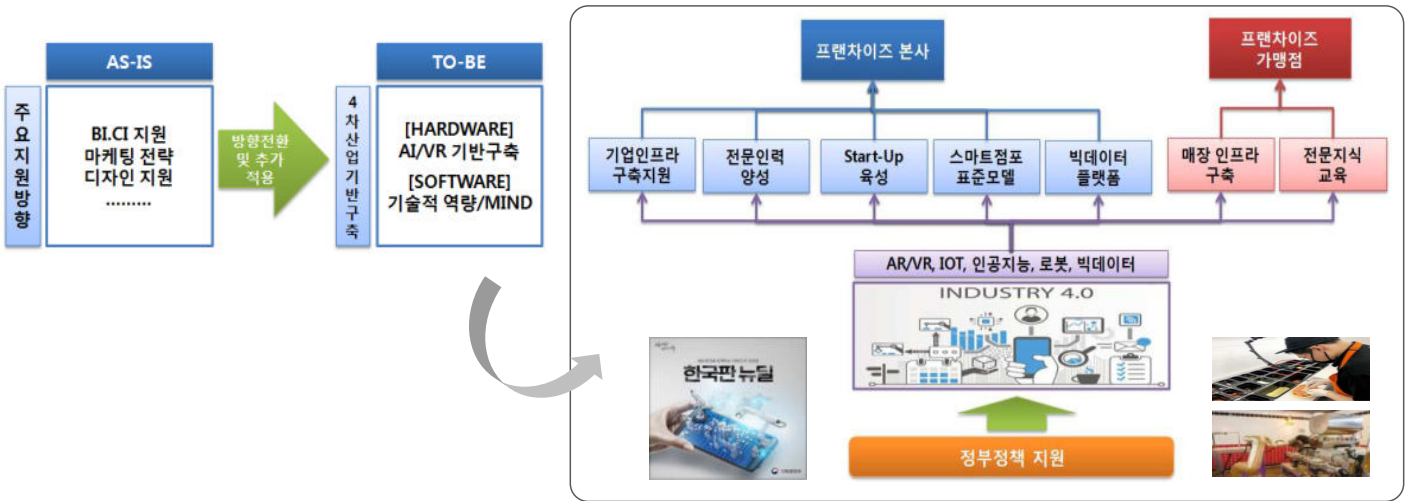 AS-IS
주요지원방향
BI.CI 지원
마케팅 전략
디자인 지원
.........
방향전환
및 추가
적용
TO-BE
4차산업기반구축
[HARDWARE]
AI/VR 기반구축
[SOFTWARE]
기술적 역량/MIND
프랜차이즈 본사
프랜차이즈
가맹점
기업인프라
구축지원
전문인력
양성
Start-Up
육성
스마트점포
표준모델
빅데이터
플랫폼
매장 인프라
구축
전문지식
교육
AR/VR, IOT, 인공지능, 로봇, 빅데이터
INDUSTRY 4.0
한국판 뉴딜
정부정책 지원